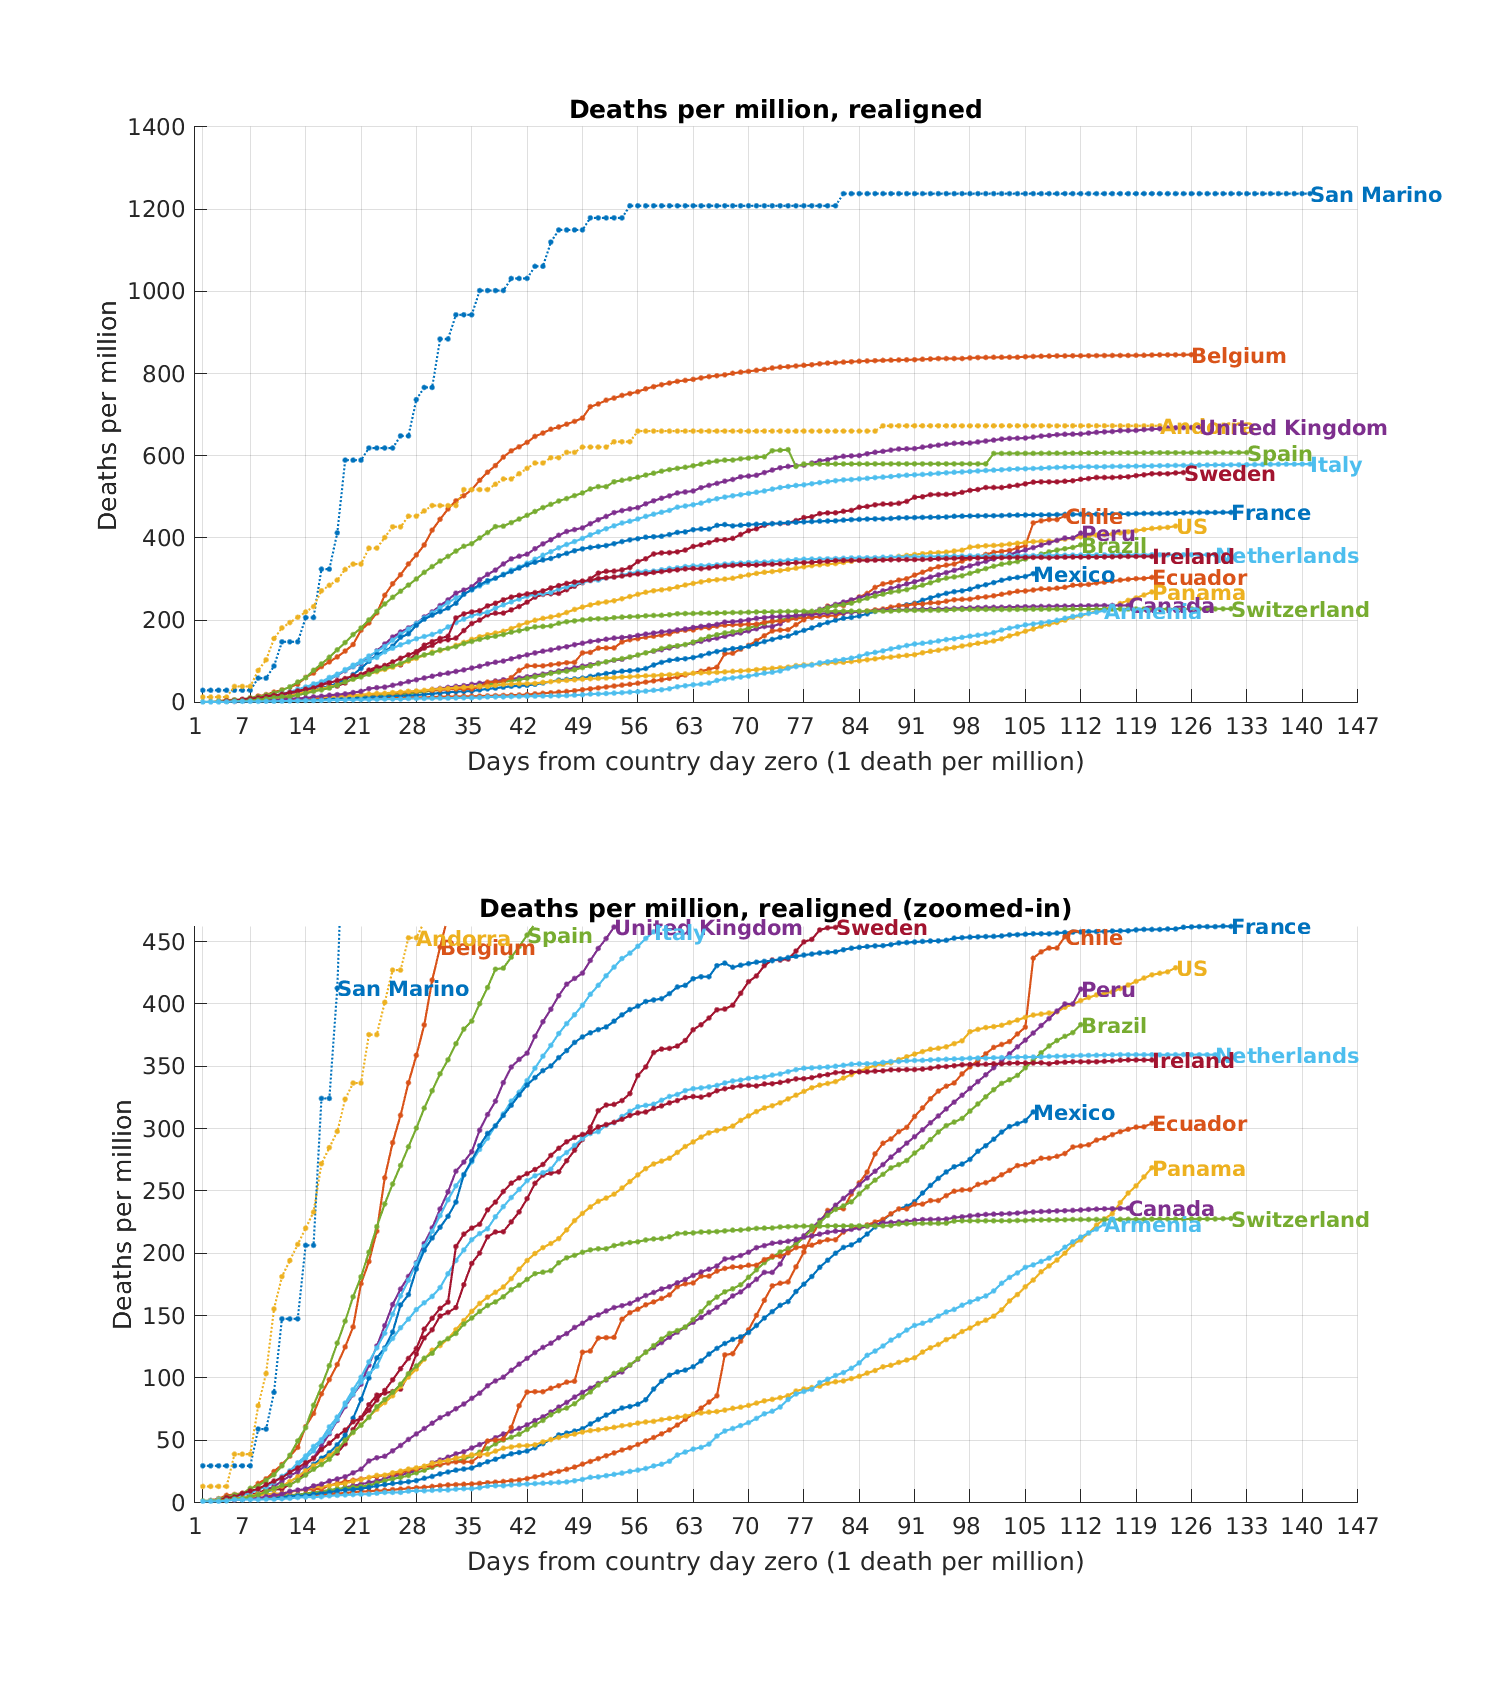 Deaths per million, realigned
1400
1200
1000
800
600
400
200
0
Deaths per million
San Marino
Belgium
Andorra
United Kingdom
Spain
Italy
Sweden
France
Chile
US
Peru
Brazil
Netherlands
Ireland
Mexico
Ecuador
Panama
Canada
Armenia
Switzerland
1 7 14 21 28 35 42 49 56 63 70 77 84 91 98 105 112 119 126 133 140 147
Days from country day zero (1 death per million)
Deaths per million, realigned (zoomed-in)
450
400
350
300
250
200
150
100
50
0
Deaths per million
United Kingdom
Sweden
France
Italy
Spain
Andorra
Chile
Belgium
US
San Marino
Peru
Brazil
Netherlands
Ireland
Mexico
Ecuador
Panama
Canada
Switzerland
Armenia
1 7 14 21 28 35 42 49 56 63 70 77 84 91 98 105 112 119 126 133 140 147
Days from country day zero (1 death per million)